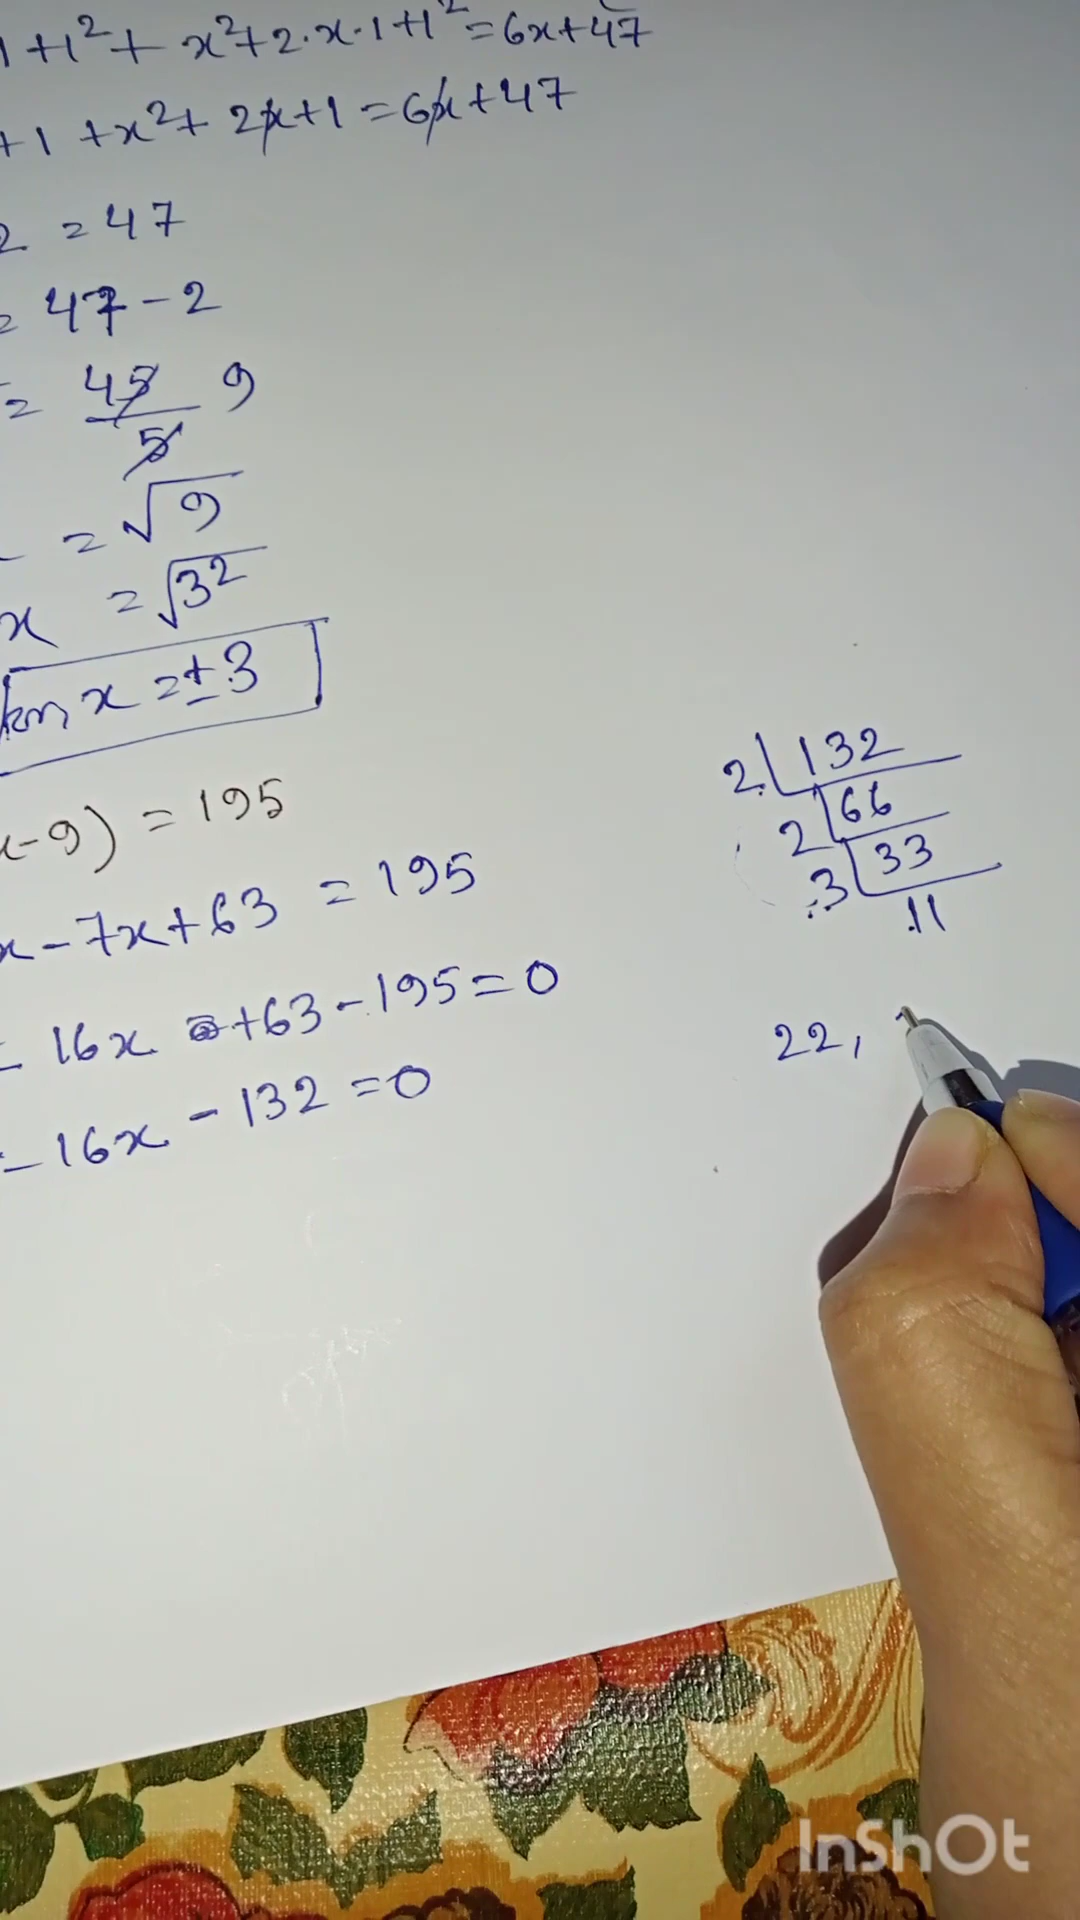 1+1²+ x²+2·x·1+1²=6x+47
+1 +x²+ 2x+1=6x+47
2 =47
= 47-2
= 45/5 9
= √9
x =√3²
x=±3
x-9) =195
x-7x+63 =195
- 16x +63-195=0
-16x -132=0
2 132
2 66
3 33
11
22,
InShOt